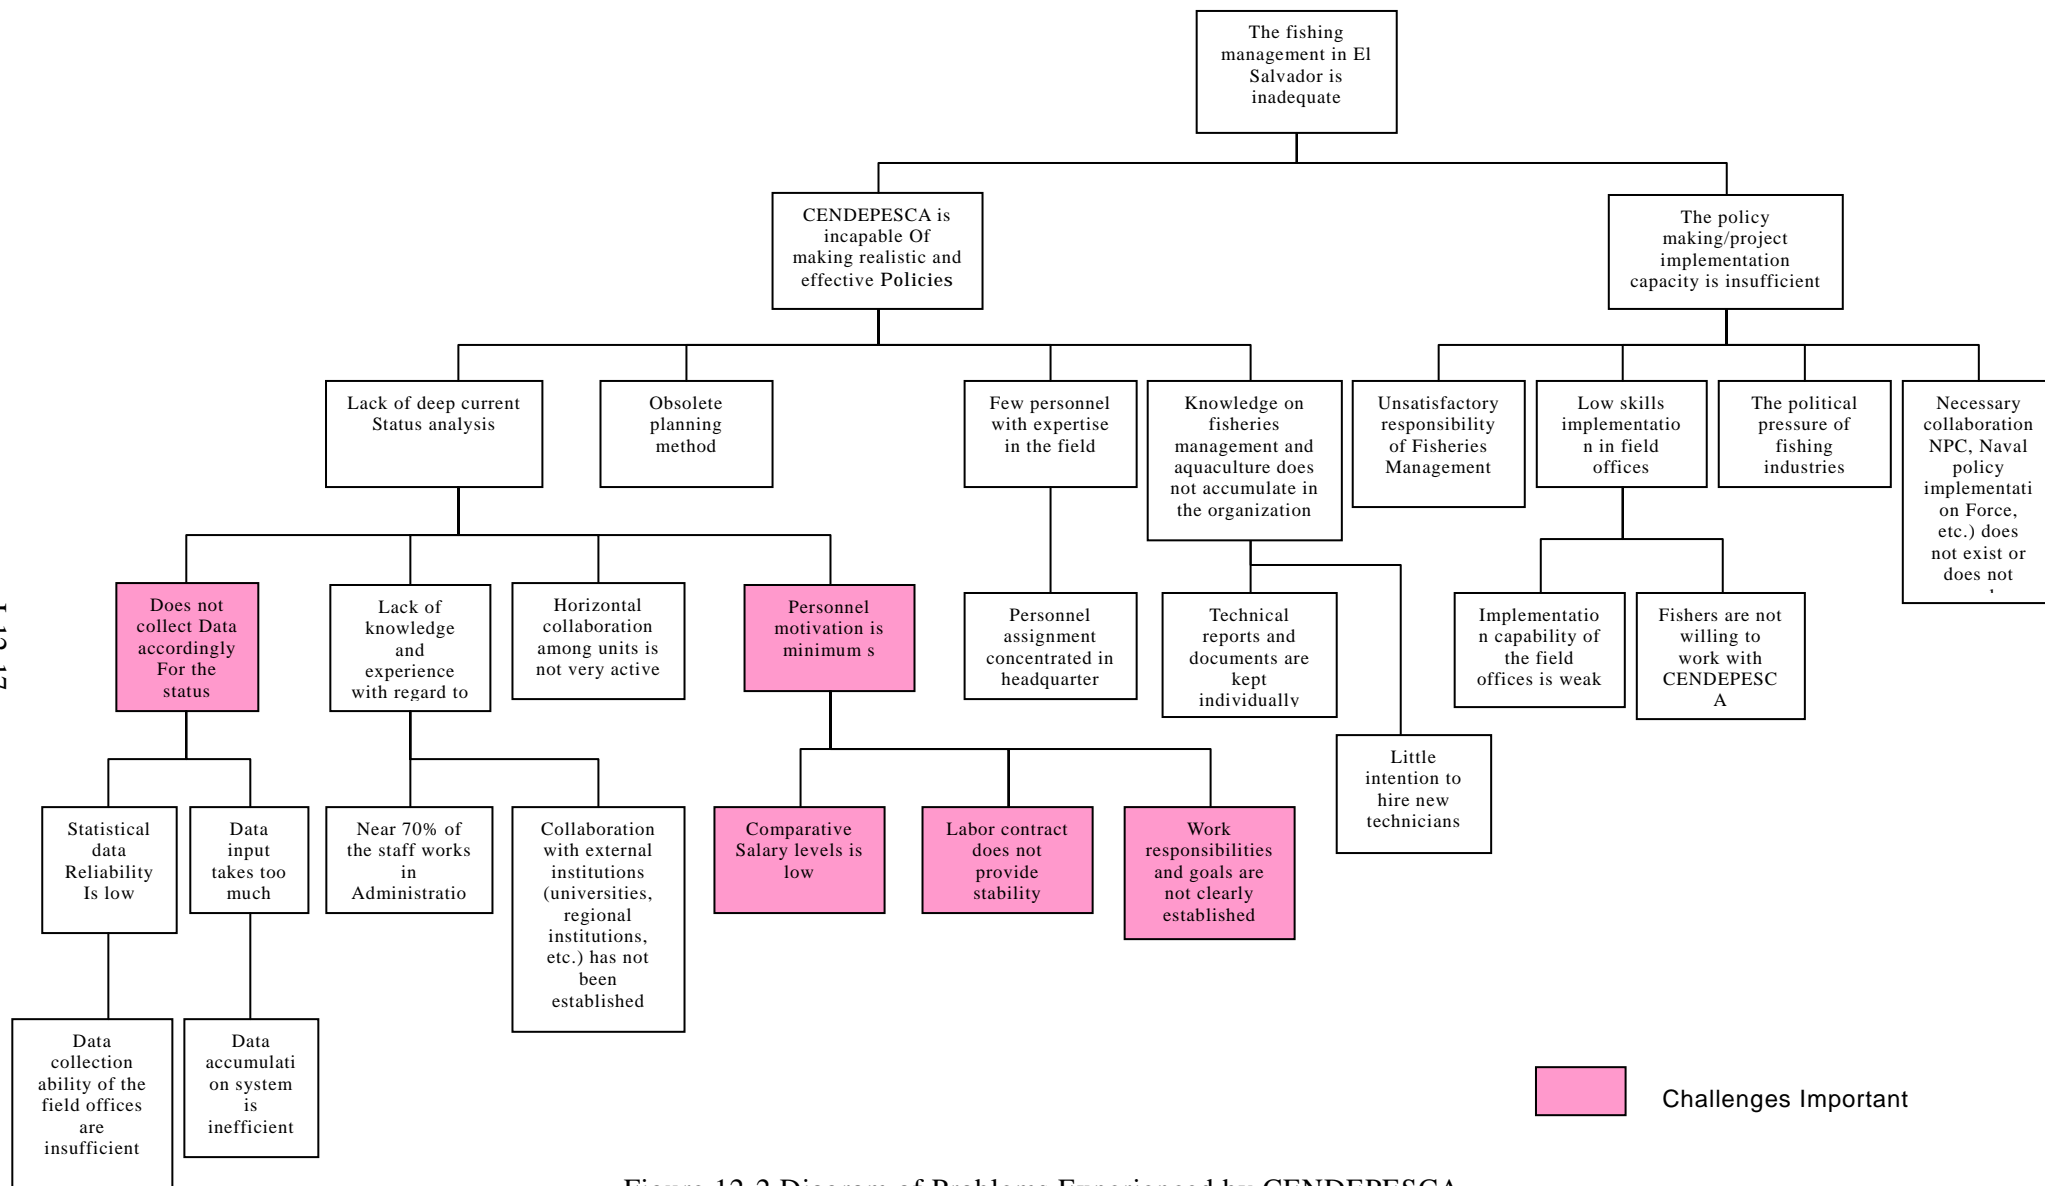 The fishing
management in El
Salvador is
inadequate
CENDEPESCA is
incapable Of
making realistic and
effective Policies
The policy
making/project
implementation
capacity is insufficient
Lack of deep current
Status analysis
Obsolete
planning
method
Few personnel
with expertise
in the field
Knowledge on
fisheries
management and
aquaculture does
not accumulate in
the organization
Unsatisfactory
responsibility
of Fisheries
Management
Low skills
implementatio
n in field
offices
The political
pressure of
fishing
industries
Necessary
collaboration
NPC, Naval
policy
implementati
on Force,
etc.) does
not exist or
does not
Does not
collect Data
accordingly
For the
status
Lack of
knowledge
and
experience
with regard to
Horizontal
collaboration
among units is
not very active
Personnel
motivation is
minimum s
Personnel
assignment
concentrated in
headquarter
Technical
reports and
documents are
kept
individually
Implementatio
n capability of
the field
offices is weak
Fishers are not
willing to
work with
CENDEPESC
A
Little
intention to
hire new
technicians
Statistical
data
Reliability
Is low
Data
input
takes too
much
Near 70% of
the staff works
in
Administratio
Collaboration
with external
institutions
(universities,
regional
institutions,
etc.) has not
been
established
Comparative
Salary levels is
low
Labor contract
does not
provide
stability
Work
responsibilities
and goals are
not clearly
established
Data
collection
ability of the
field offices
are
insufficient
Data
accumulati
on system
is
inefficient
Challenges Important
Figure 12-2 Diagram of Problems Experienced by CENDEPESCA